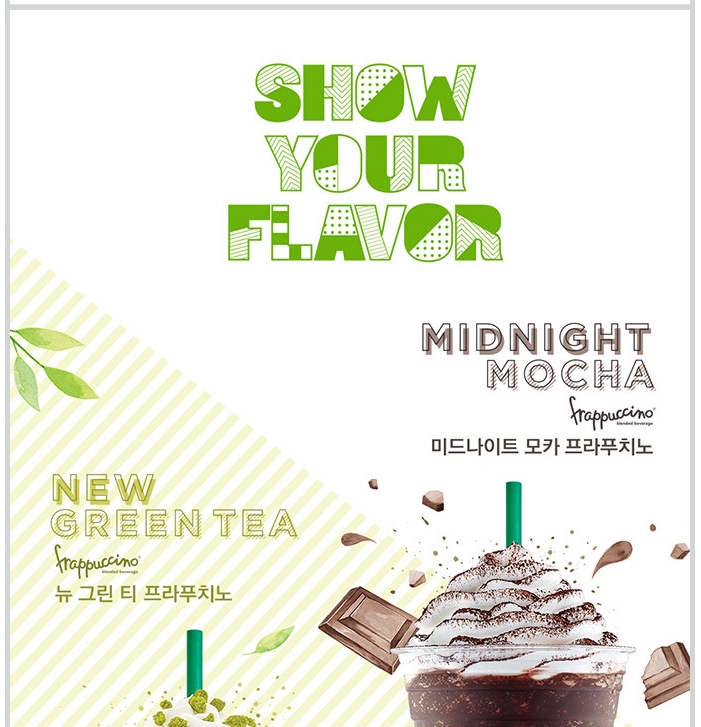 SHOW
YOUR
FLAVOR
MIDNIGHT
MOCHA
frappuccino®
blended beverage
미드나이트 모카 프라푸치노
NEW
GREEN TEA
frappuccino®
blended beverage
뉴 그린 티 프라푸치노